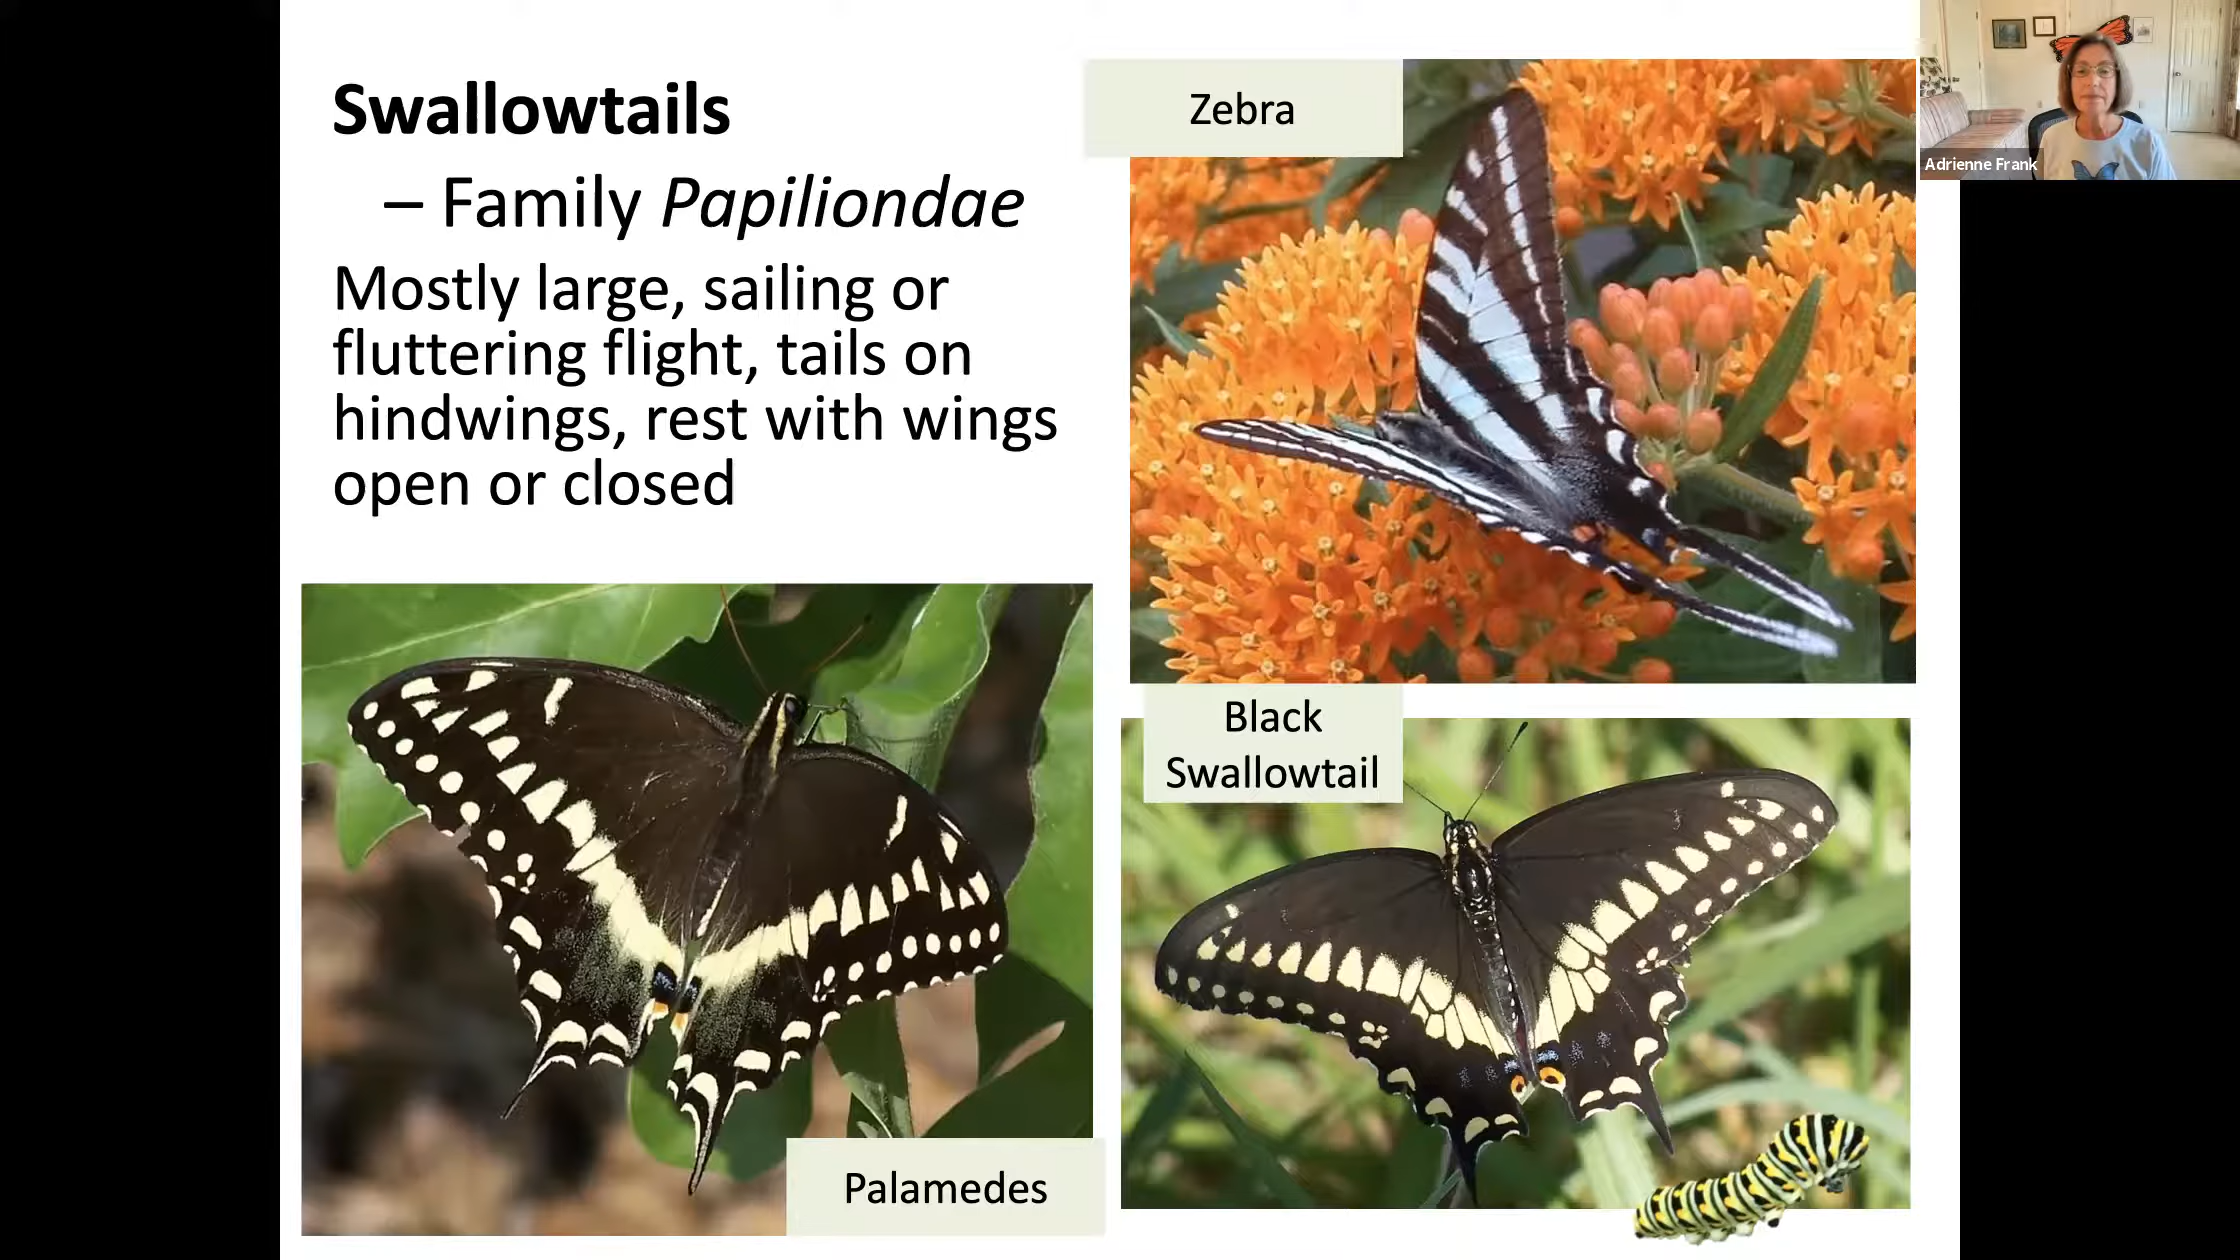 Swallowtails
– Family Papiliondae
Mostly large, sailing or
fluttering flight, tails on
hindwings, rest with wings
open or closed
Zebra
Black
Swallowtail
Palamedes
Adrienne Frank